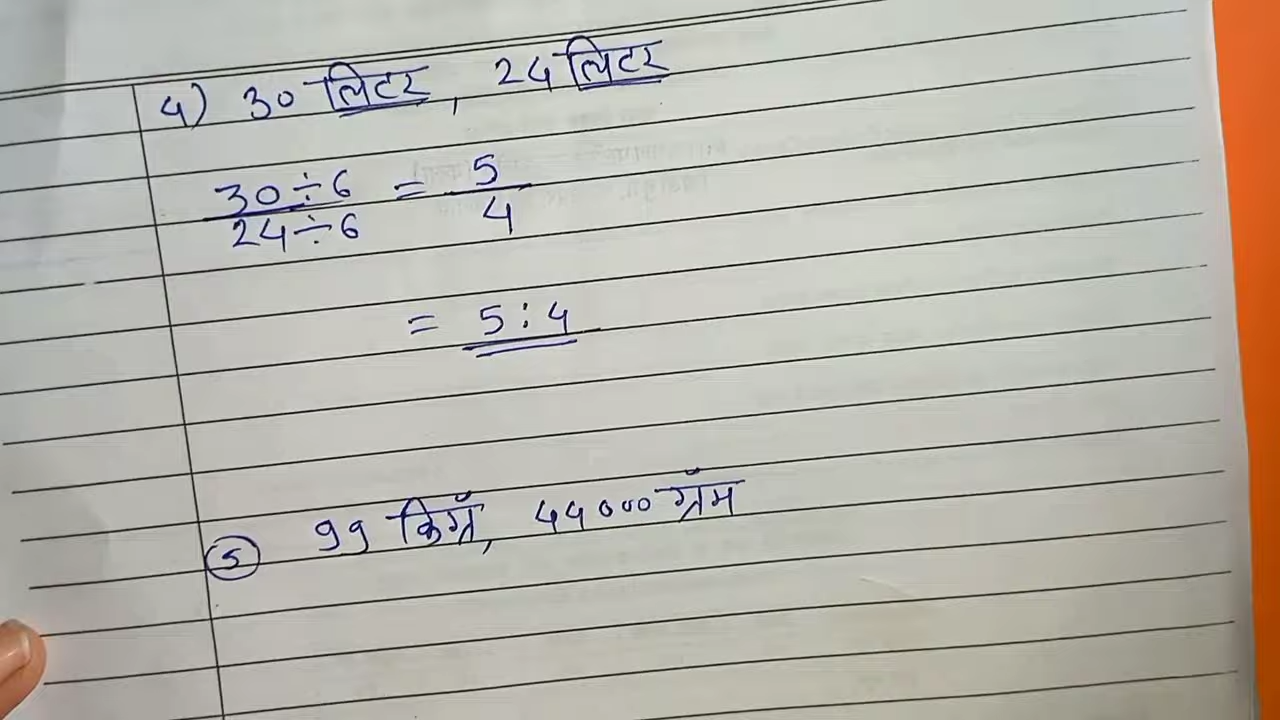 4) 30 लिटर, 24 लिटर
30÷6 = 5
24÷6 4
= 5:4
5 99 किग्रॅ, 44000 ग्रॅम